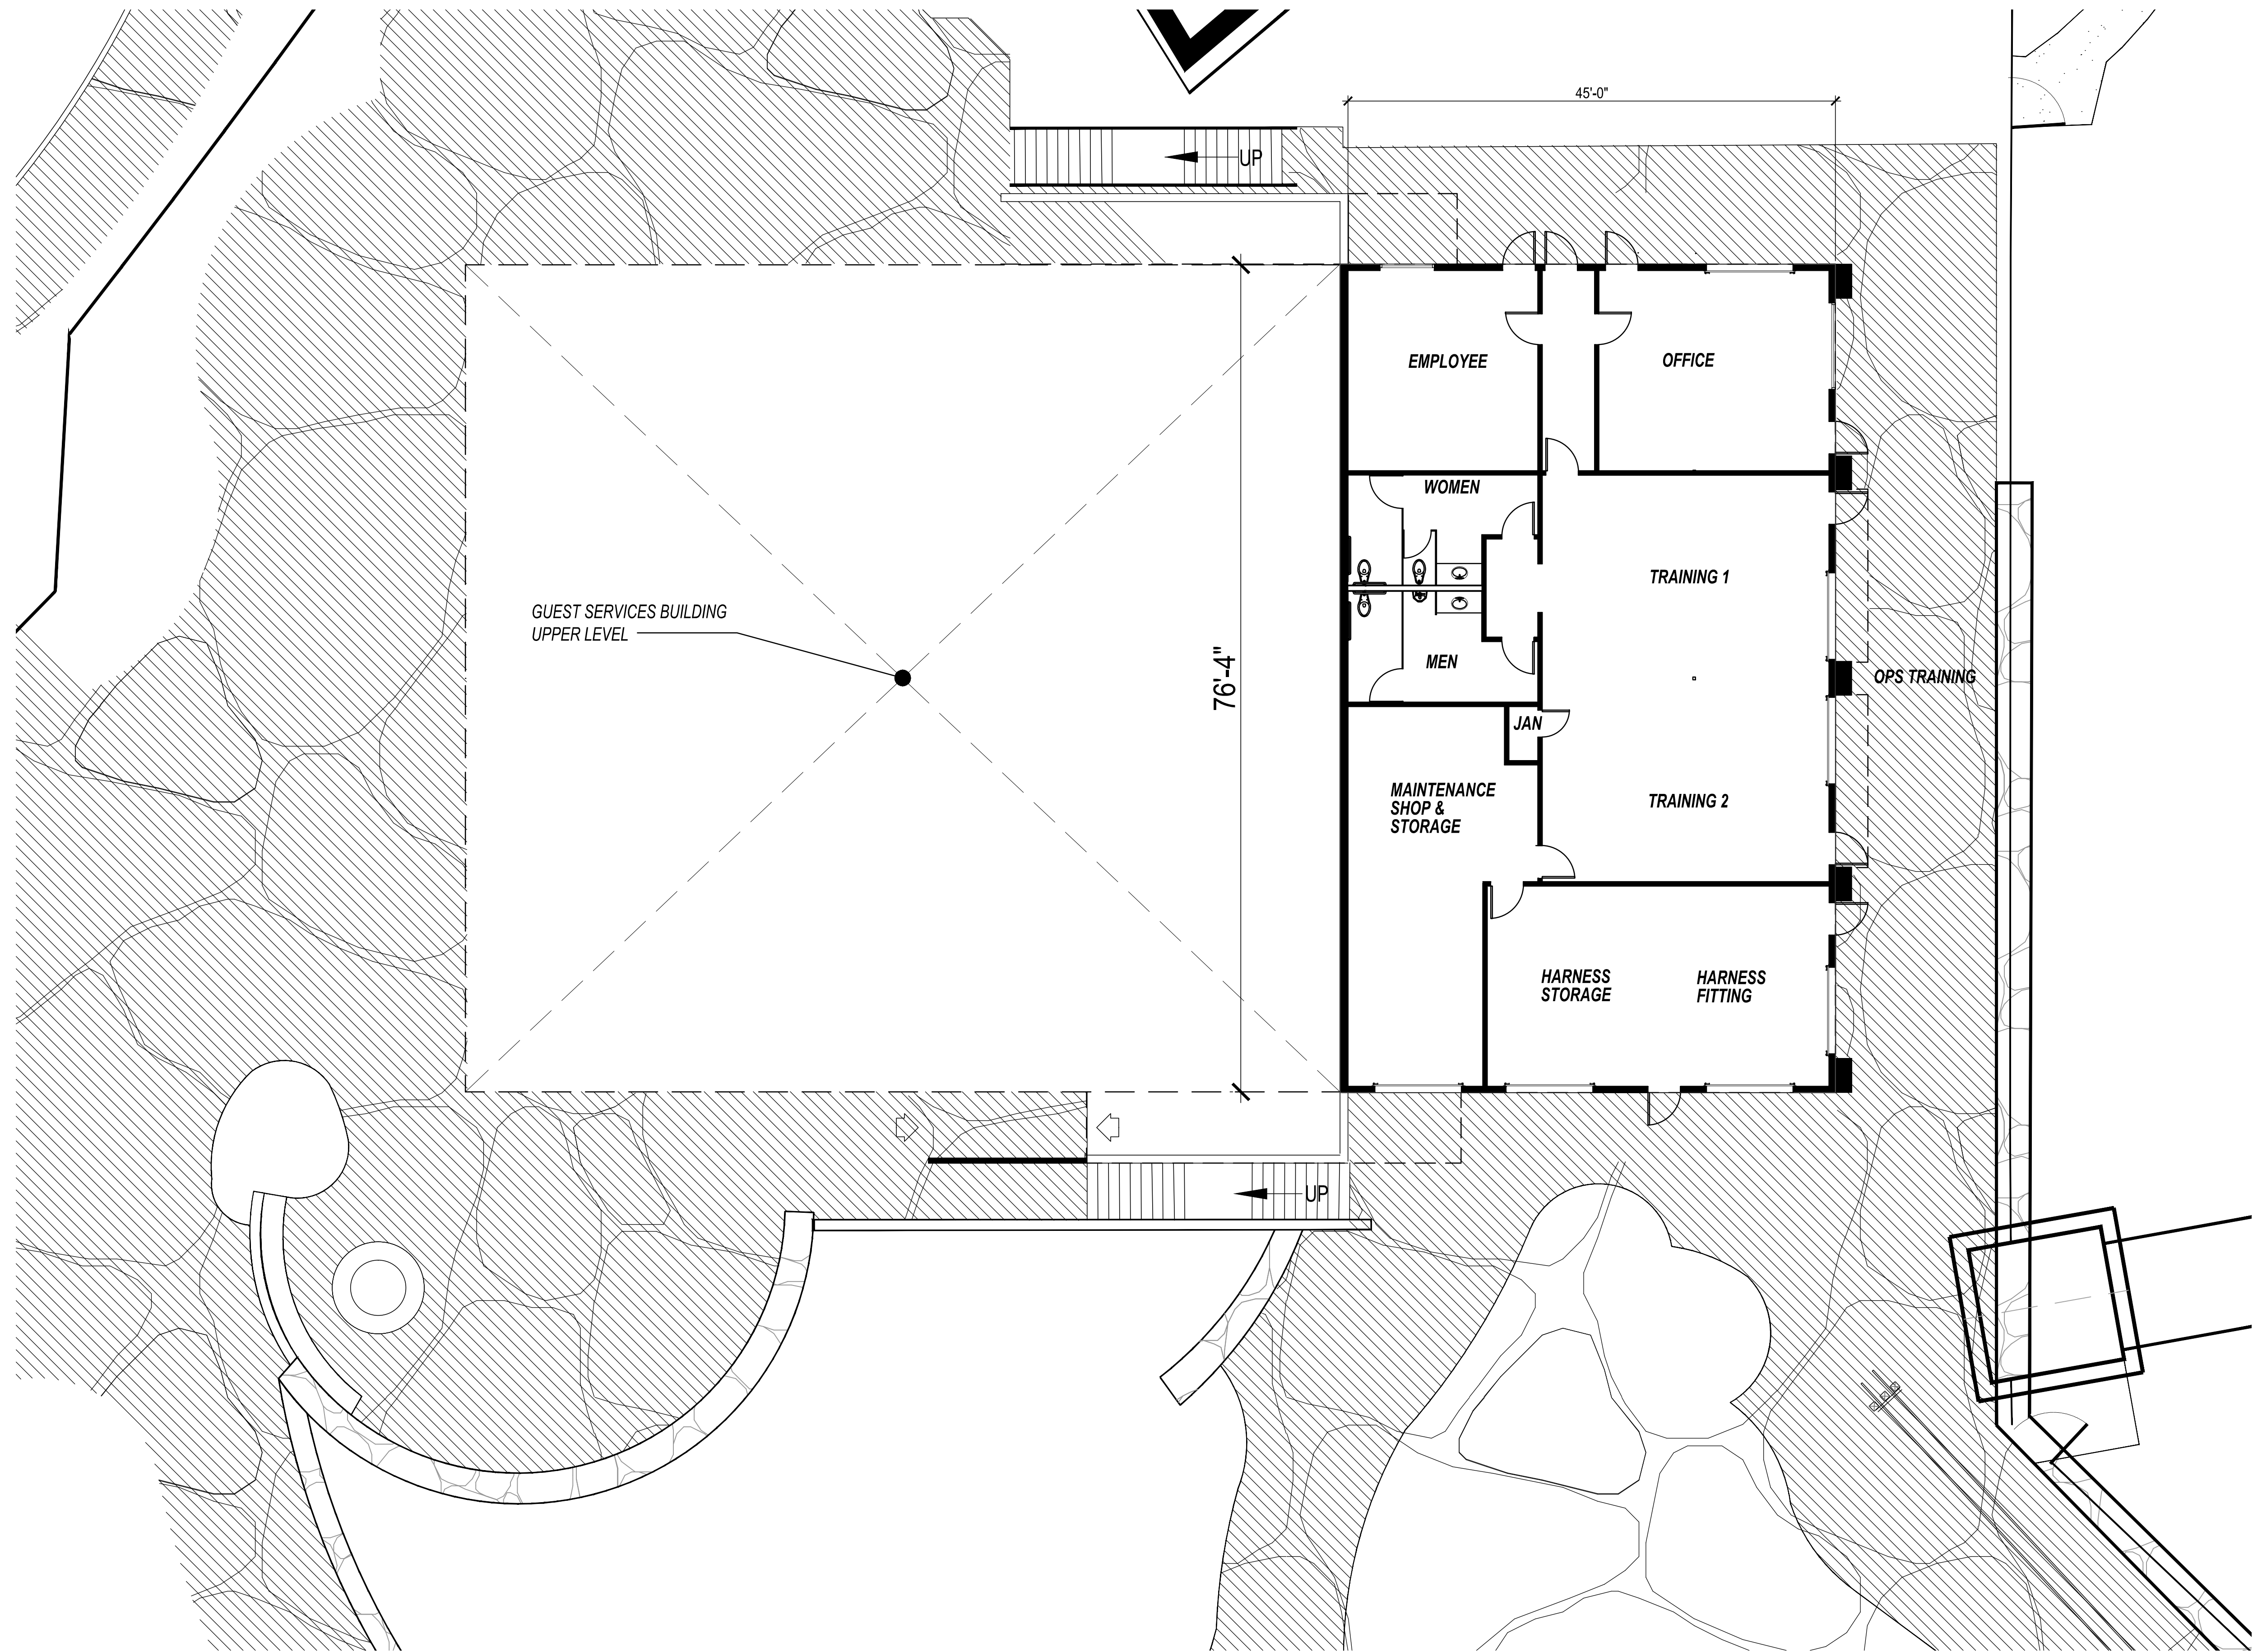 45'-0"
UP
EMPLOYEE
OFFICE
WOMEN
TRAINING 1
GUEST SERVICES BUILDING
UPPER LEVEL
MEN
76'-4"
OPS TRAINING
JAN
MAINTENANCE
SHOP &
STORAGE
TRAINING 2
HARNESS
STORAGE
HARNESS
FITTING
UP